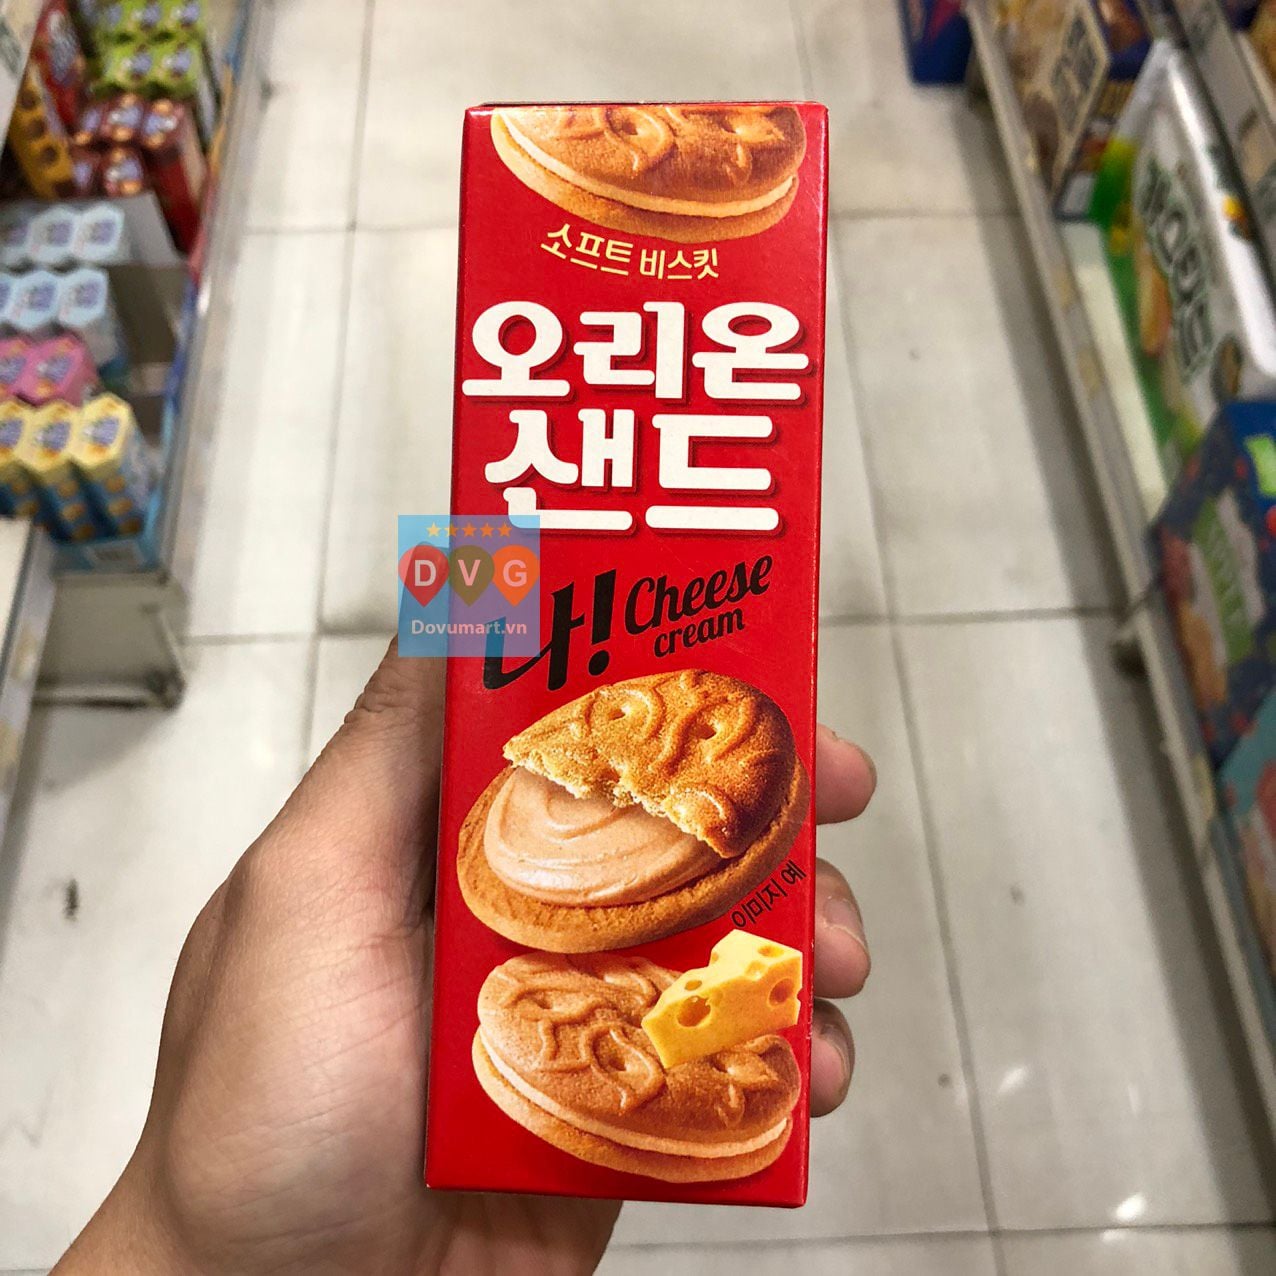 소프트 비스킷
오리온
샌드
나! Cheese
cream
DVG
Dovumart.vn
이미지 예